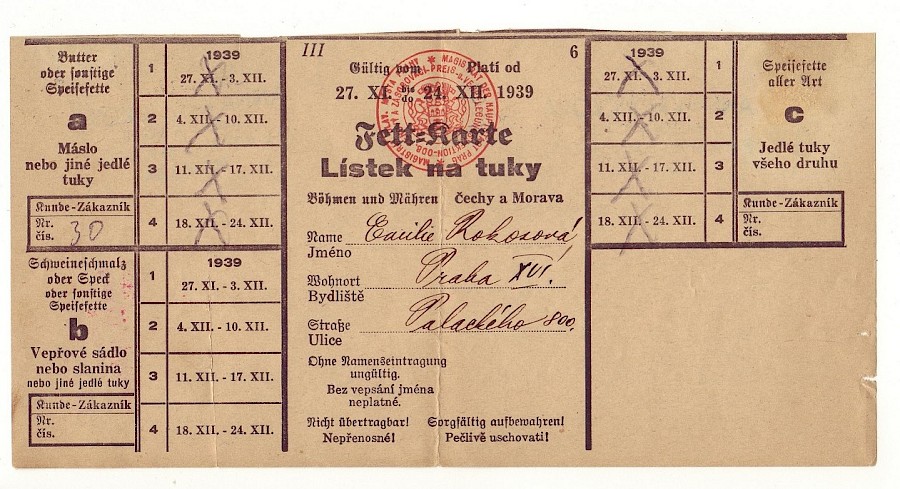 Butter
oder sonstige
Speisefette
a
Máslo
nebo jiné jedlé
tuky
Kunde-Zákazník
Nr.
čís. 30
1939
1 27. XI. - 3. XII.
2 4. XII. - 10. XII.
3 11. XII. - 17. XII.
4 18. XII. - 24. XII.
Schweineschmalz
oder Speck
oder sonstige
Speisefette
b
Vepřové sádlo
nebo slanina
nebo jiné jedlé tuky
Kunde-Zákazník
Nr.
čís.
1939
1 27. XI. - 3. XII.
2 4. XII. - 10. XII.
3 11. XII. - 17. XII.
4 18. XII. - 24. XII.
III 6
Gültig vom Platí od
27. XI. bis do 24. XII. 1939
Fett-Karte
Lístek na tuky
Böhmen und Mähren Čechy a Morava
Name Emilie Rokosová
Jméno
Wohnort Praha XVI.
Bydliště
Straße Palackého 800.
Ulice
Ohne Namenseintragung
ungültig.
Bez vepsání jména
neplatné.
Nicht übertragbar! Sorgfältig aufbewahren!
Nepřenosné! Pečlivě uschovati!
1939
27. XI. - 3. XII. 1
4. XII. - 10. XII. 2
11. XII. - 17. XII. 3
18. XII. - 24. XII. 4
Speisefette
aller Art
c
Jedlé tuky
všeho druhu
Kunde-Zákazník
Nr.
čís.